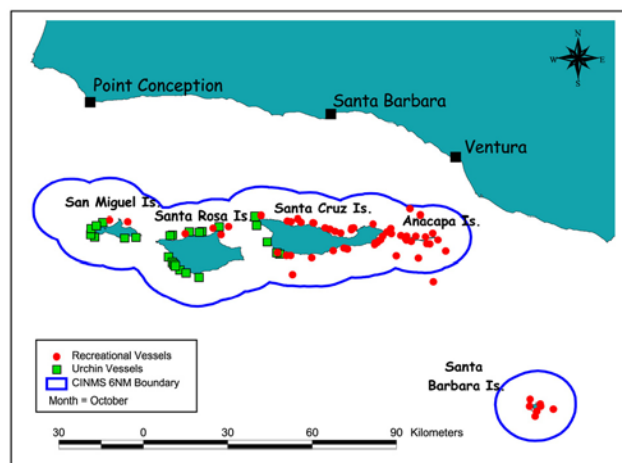 N
W E
S
Point Conception
Santa Barbara
Ventura
San Miguel Is.
Santa Rosa Is.
Santa Cruz Is.
Anacapa Is.
Santa
Barbara Is.
Recreational Vessels
Urchin Vessels
CINMS 6NM Boundary
Month = October
30 0 30 60 90 Kilometers